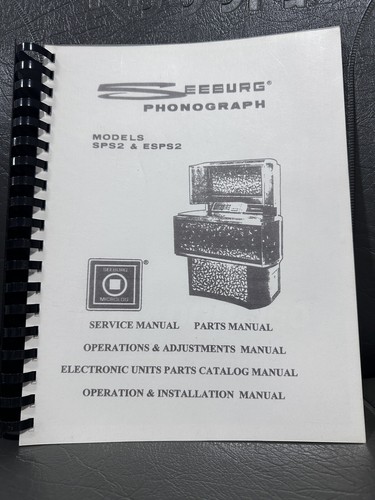 SEEBURG®
PHONOGRAPH
MODELS
SPS2 & ESPS2
SEEBURG
MICROLOG
®
SERVICE MANUAL PARTS MANUAL
OPERATIONS & ADJUSTMENTS MANUAL
ELECTRONIC UNITS PARTS CATALOG MANUAL
OPERATION & INSTALLATION MANUAL